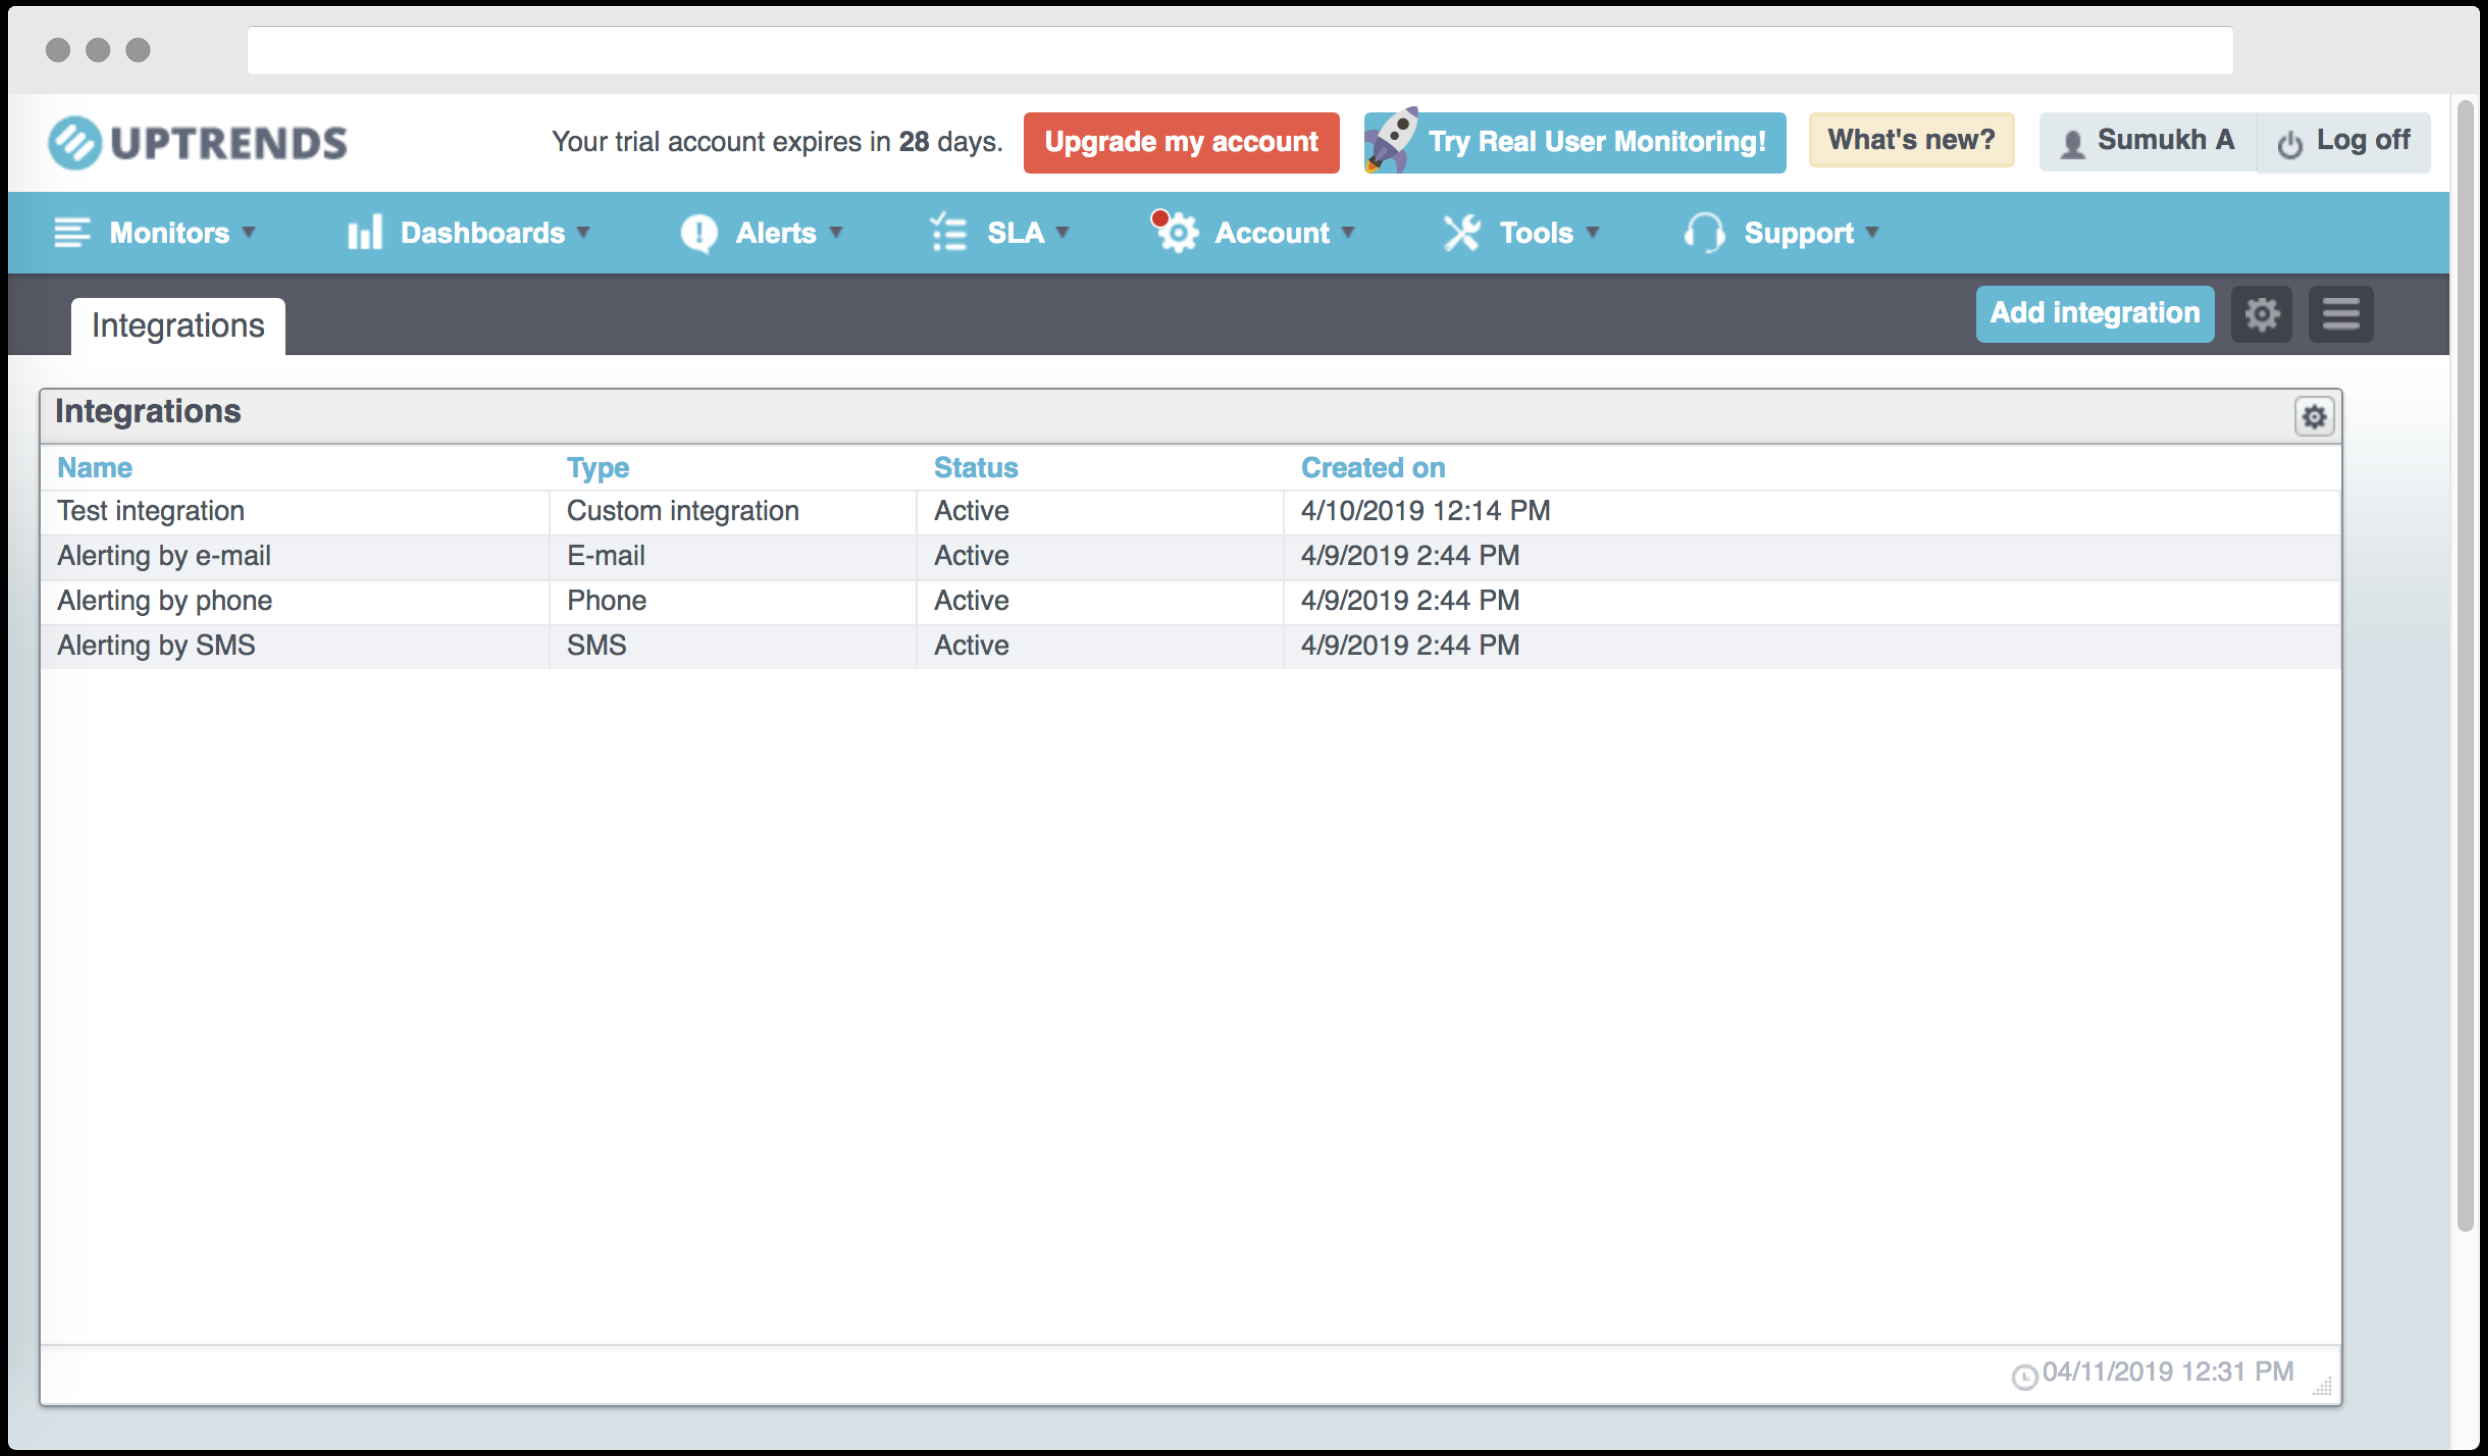 UPTRENDS
Your trial account expires in 28 days. Upgrade my account Try Real User Monitoring! What's new? Sumukh A Log off
Monitors Dashboards Alerts SLA Account Tools Support
Integrations Add integration
Integrations
Name Type Status Created on
Test integration Custom integration Active 4/10/2019 12:14 PM
Alerting by e-mail E-mail Active 4/9/2019 2:44 PM
Alerting by phone Phone Active 4/9/2019 2:44 PM
Alerting by SMS SMS Active 4/9/2019 2:44 PM
04/11/2019 12:31 PM